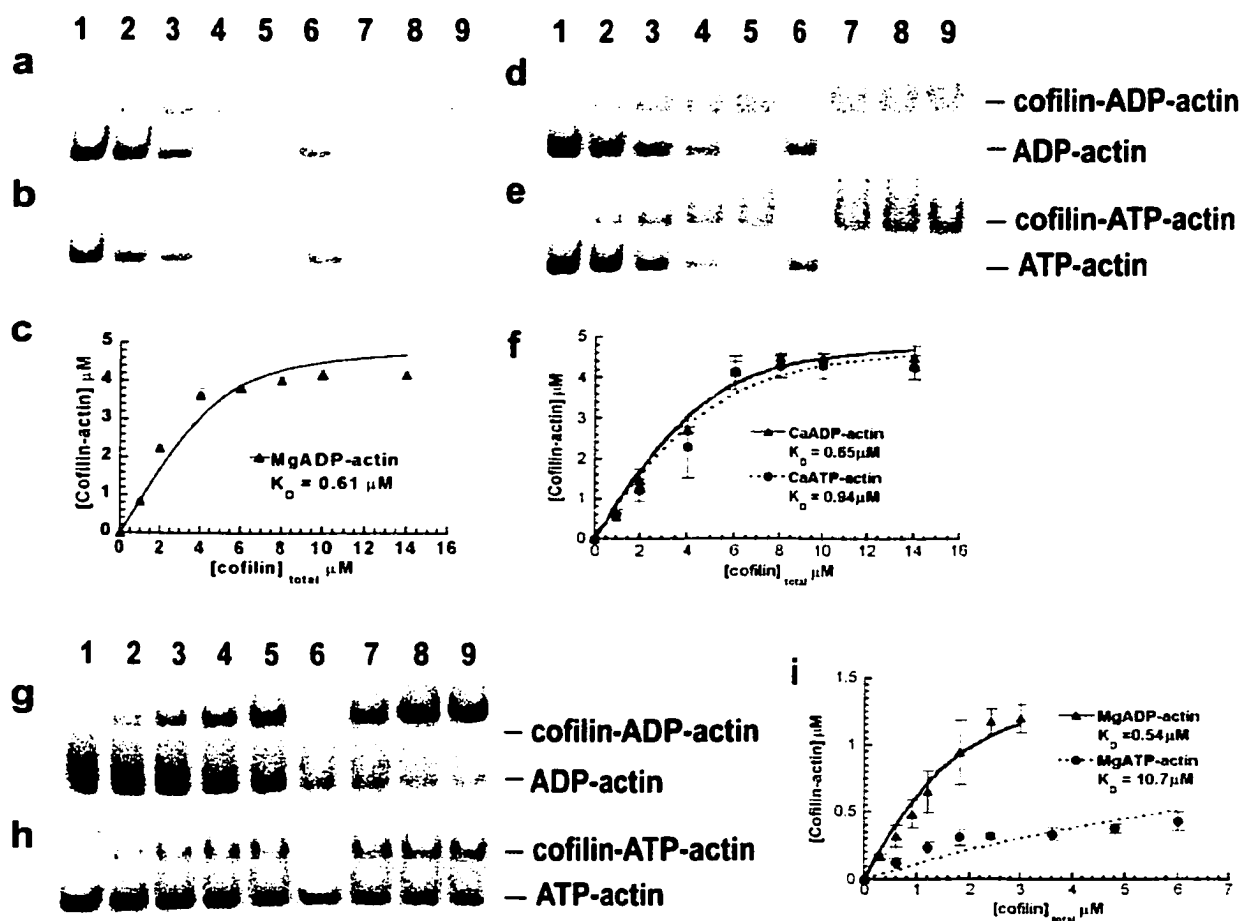 1 2 3 4 5 6 7 8 9
1 2 3 4 5 6 7 8 9
a
d
cofilin-ADP-actin
ADP-actin
b
e
cofilin-ATP-actin
ATP-actin
c
[Cofilin-actin] µM
5
4
3
2
1
0
MgADP-actin
K_D = 0.61 µM
0 2 4 6 8 10 12 14 16
[cofilin] total µM
f
[Cofilin-actin] µM
5
4
3
2
1
0
CaADP-actin
K_D = 0.65µM
CaATP-actin
K_D = 0.94µM
0 2 4 6 8 10 12 14 16
[cofilin] total µM
1 2 3 4 5 6 7 8 9
g
cofilin-ADP-actin
ADP-actin
h
cofilin-ATP-actin
ATP-actin
i
[Cofilin-actin] µM
1.5
1
0.5
0
MgADP-actin
K_D =0.54µM
MgATP-actin
K_D = 10.7µM
0 1 2 3 4 5 6 7
[cofilin] total µM